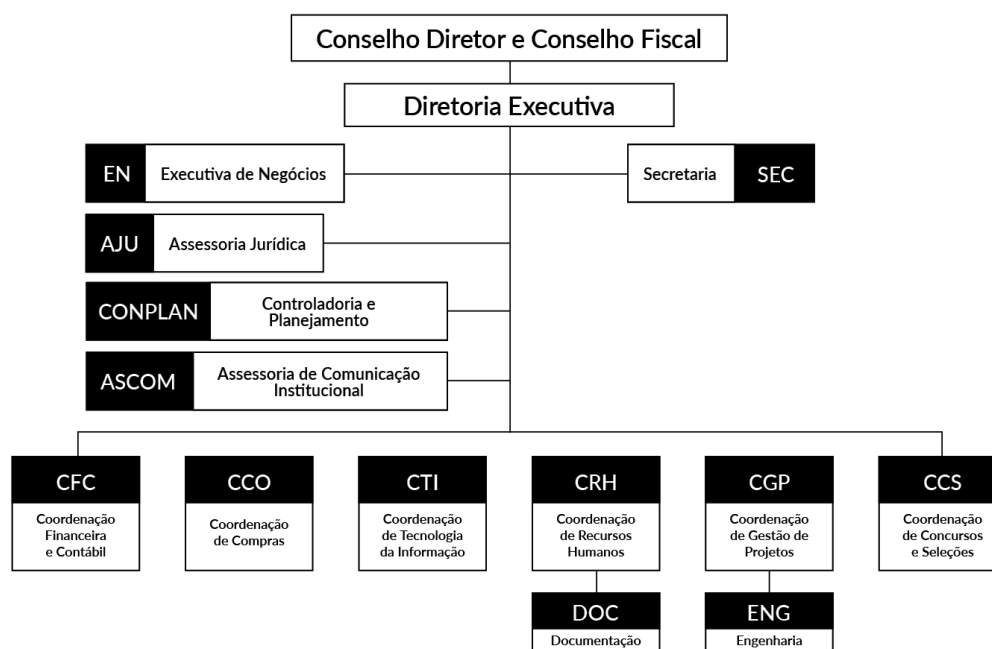 Conselho Diretor e Conselho Fiscal
Diretoria Executiva
EN
Executiva de Negócios
Secretaria
SEC
AJU
Assessoria Jurídica
CONPLAN
Controladoria e
Planejamento
ASCOM
Assessoria de Comunicação
Institucional
CFC
Coordenação
Financeira
e Contábil
CCO
Coordenação
de Compras
CTI
Coordenação
de Tecnologia
da Informação
CRH
Coordenação
de Recursos
Humanos
CGP
Coordenação
de Gestão de
Projetos
CCS
Coordenação
de Concursos
e Seleções
DOC
Documentação
ENG
Engenharia